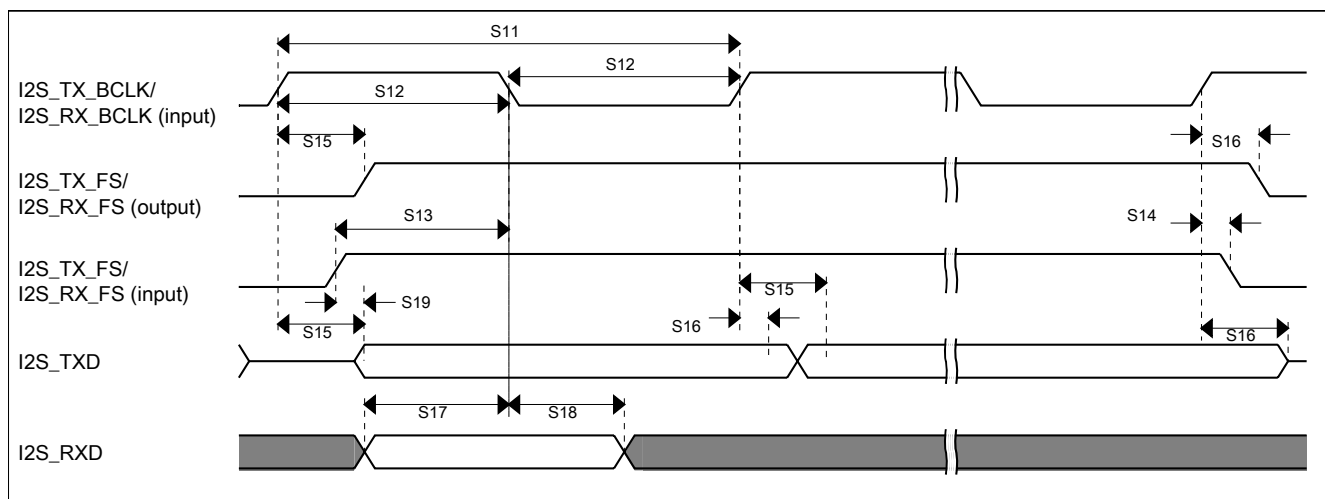 S11
S12
I2S_TX_BCLK/
I2S_RX_BCLK (input)
S12
S15
S16
I2S_TX_FS/
I2S_RX_FS (output)
S13
S14
I2S_TX_FS/
I2S_RX_FS (input)
S19
S15
S15
S16
S16
I2S_TXD
S17
S18
I2S_RXD